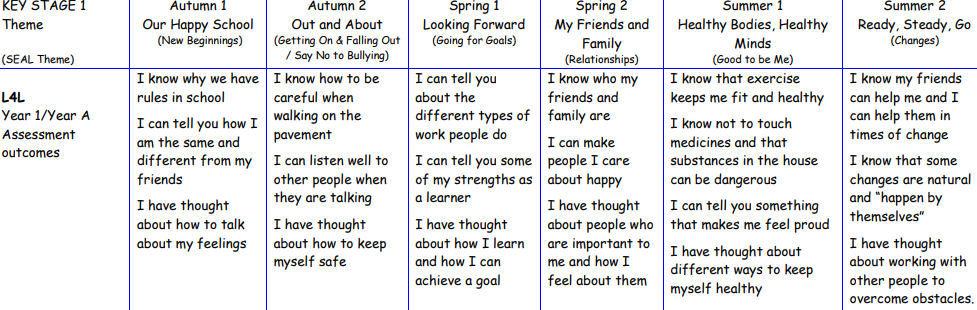 KEY STAGE 1
Theme
(SEAL Theme)
Autumn 1
Our Happy School
(New Beginnings)
Autumn 2
Out and About
(Getting On & Falling Out
/ Say No to Bullying)
Spring 1
Looking Forward
(Going for Goals)
Spring 2
My Friends and
Family
(Relationships)
Summer 1
Healthy Bodies, Healthy
Minds
(Good to be Me)
Summer 2
Ready, Steady, Go
(Changes)
L4L
Year 1/Year A
Assessment
outcomes
I know why we have
rules in school
I can tell you how I
am the same and
different from my
friends
I have thought
about how to talk
about my feelings
I know how to be
careful when
walking on the
pavement
I can listen well to
other people when
they are talking
I have thought
about how to keep
myself safe
I can tell you
about the
different types of
work people do
I can tell you some
of my strengths as
a learner
I have thought
about how I learn
and how I can
achieve a goal
I know who my
friends and
family are
I can make
people I care
about happy
I have thought
about people who
are important to
me and how I
feel about them
I know that exercise
keeps me fit and healthy
I know not to touch
medicines and that
substances in the house
can be dangerous
I can tell you something
that makes me feel proud
I have thought about
different ways to keep
myself healthy
I know my friends
can help me and I
can help them in
times of change
I know that some
changes are natural
and “happen by
themselves”
I have thought
about working with
other people to
overcome obstacles.